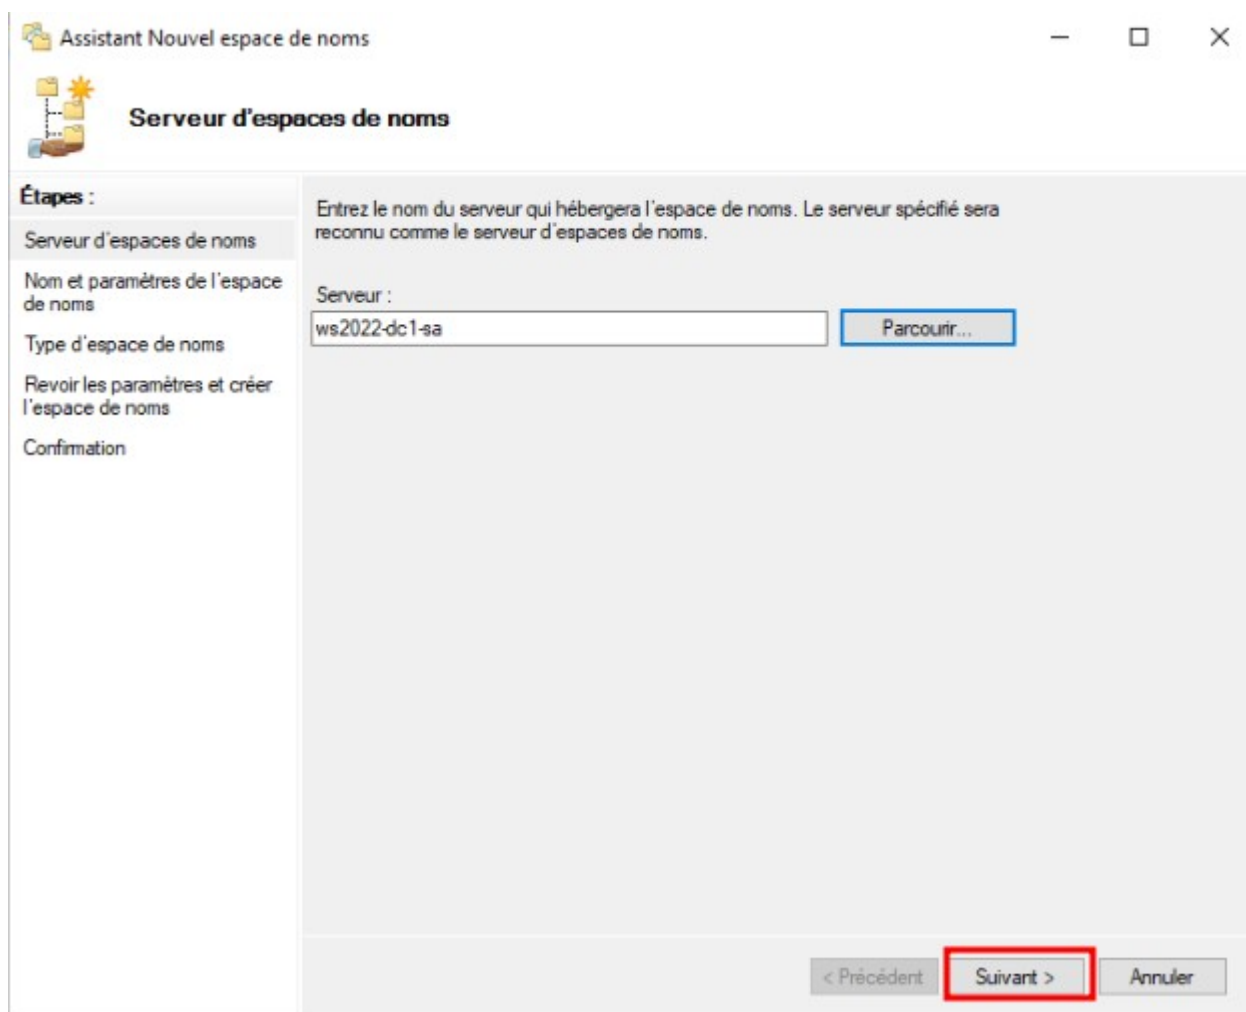 Assistant Nouvel espace de noms
Serveur d'espaces de noms
Étapes :
Serveur d'espaces de noms
Nom et paramètres de l'espace
de noms
Type d'espace de noms
Revoir les paramètres et créer
l'espace de noms
Confirmation
Entrez le nom du serveur qui hébergera l'espace de noms. Le serveur spécifié sera
reconnu comme le serveur d'espaces de noms.
Serveur :
ws2022-dc1-sa
Parcourir...
< Précédent
Suivant >
Annuler